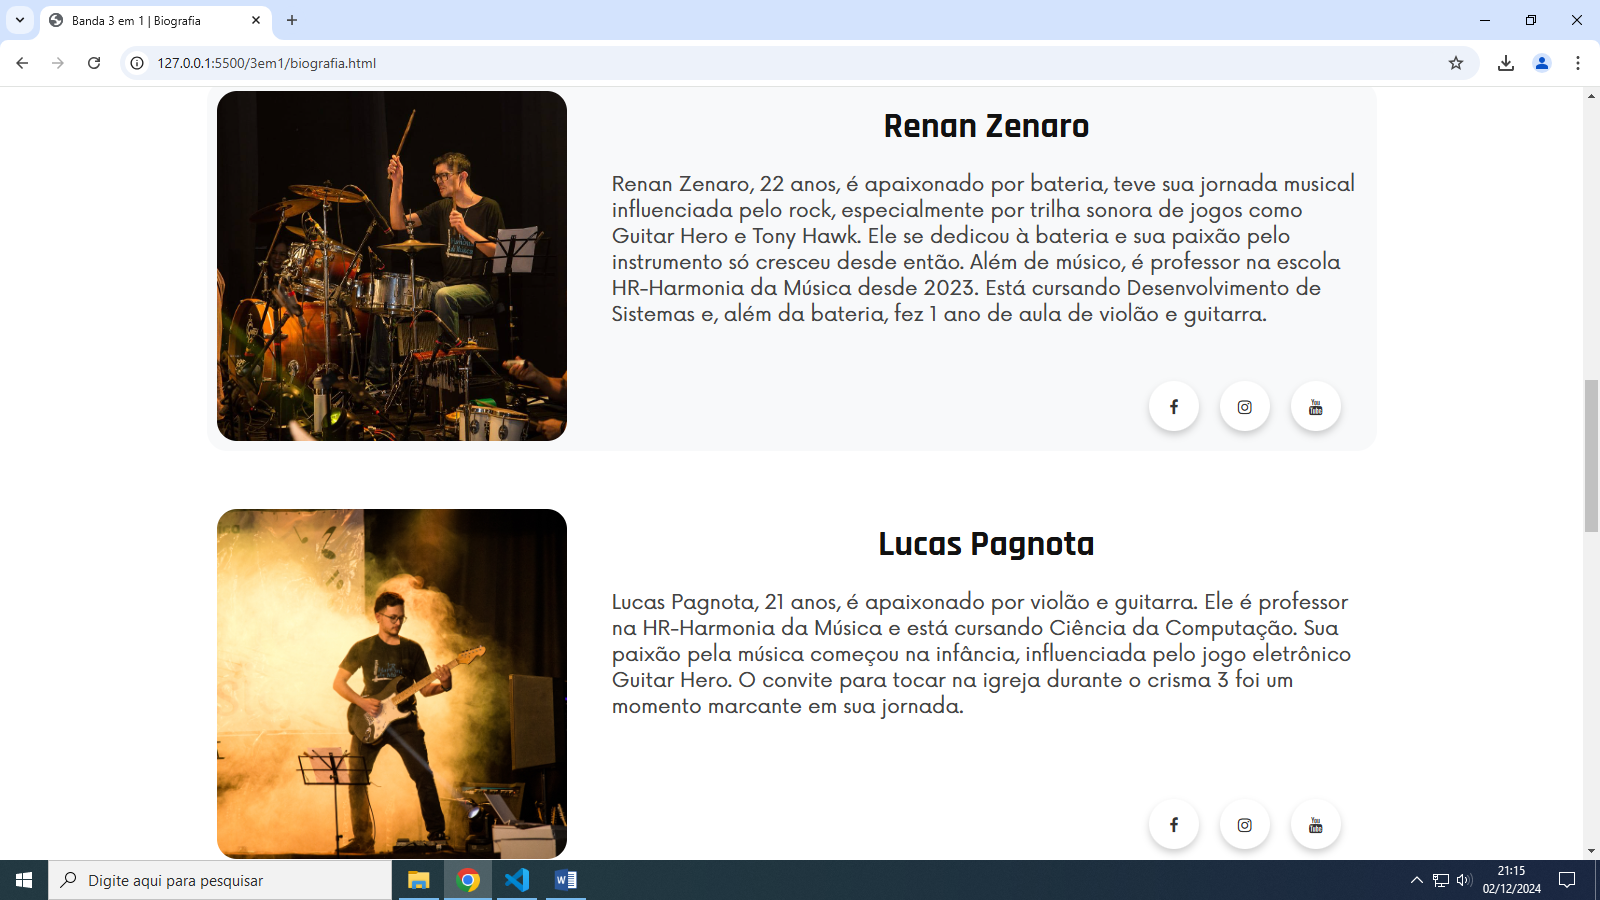 Banda 3 em 1 | Biografia
127.0.0.1:5500/3em1/biografia.html
Renan Zenaro
Renan Zenaro, 22 anos, é apaixonado por bateria, teve sua jornada musical
influenciada pelo rock, especialmente por trilha sonora de jogos como
Guitar Hero e Tony Hawk. Ele se dedicou à bateria e sua paixão pelo
instrumento só cresceu desde então. Além de músico, é professor na escola
HR-Harmonia da Música desde 2023. Está cursando Desenvolvimento de
Sistemas e, além da bateria, fez 1 ano de aula de violão e guitarra.
You
Tube
Lucas Pagnota
Lucas Pagnota, 21 anos, é apaixonado por violão e guitarra. Ele é professor
na HR-Harmonia da Música e está cursando Ciência da Computação. Sua
paixão pela música começou na infância, influenciada pelo jogo eletrônico
Guitar Hero. O convite para tocar na igreja durante o crisma 3 foi um
momento marcante em sua jornada.
You
Tube
Digite aqui para pesquisar
21:15
02/12/2024